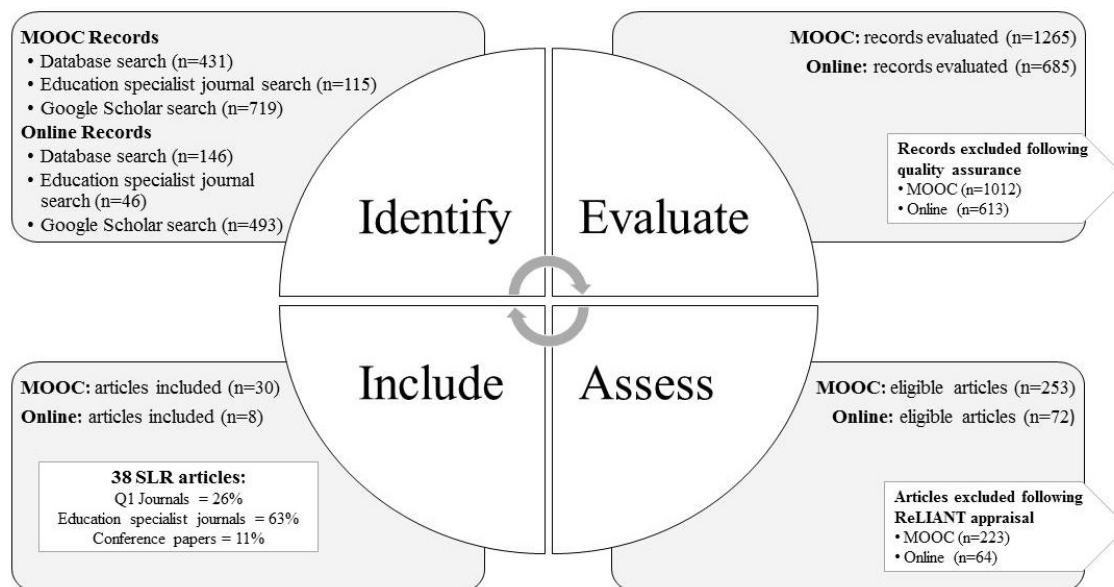 MOOC Records
• Database search (n=431)
• Education specialist journal search (n=115)
• Google Scholar search (n=719)
Online Records
• Database search (n=146)
• Education specialist journal
search (n=46)
• Google Scholar search (n=493)
Identify
MOOC: records evaluated (n=1265)
Online: records evaluated (n=685)
Records excluded following
quality assurance
• MOOC (n=1012)
• Online (n=613)
Evaluate
Include
MOOC: articles included (n=30)
Online: articles included (n=8)
38 SLR articles:
Q1 Journals = 26%
Education specialist journals = 63%
Conference papers = 11%
Assess
MOOC: eligible articles (n=253)
Online: eligible articles (n=72)
Articles excluded following
ReLIANT appraisal
• MOOC (n=223)
• Online (n=64)